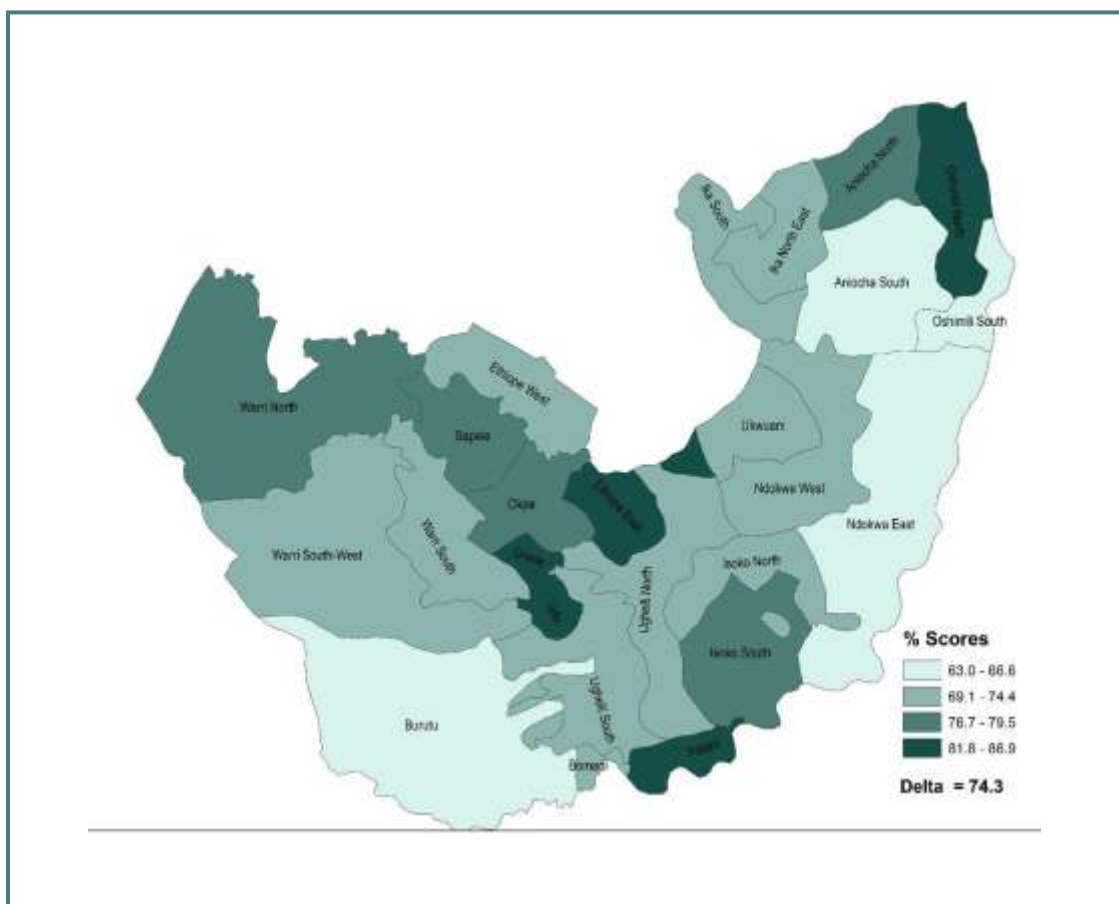 Aniocha North
Oshimili North
Ika South
Ika North East
Aniocha South
Oshimili South
Ethiope West
Warri North
Sapele
Ukwuani
Okpe
Ethiope East
Ndokwa West
Ndokwa East
Warri South-West
Warri South
Isoko North
Ughelli North
Isoko South
Ughelli South
Burutu
Bomadi
Patani
% Scores
63.0 - 66.6
69.1 - 74.4
76.7 - 79.5
81.8 - 86.9
Delta = 74.3